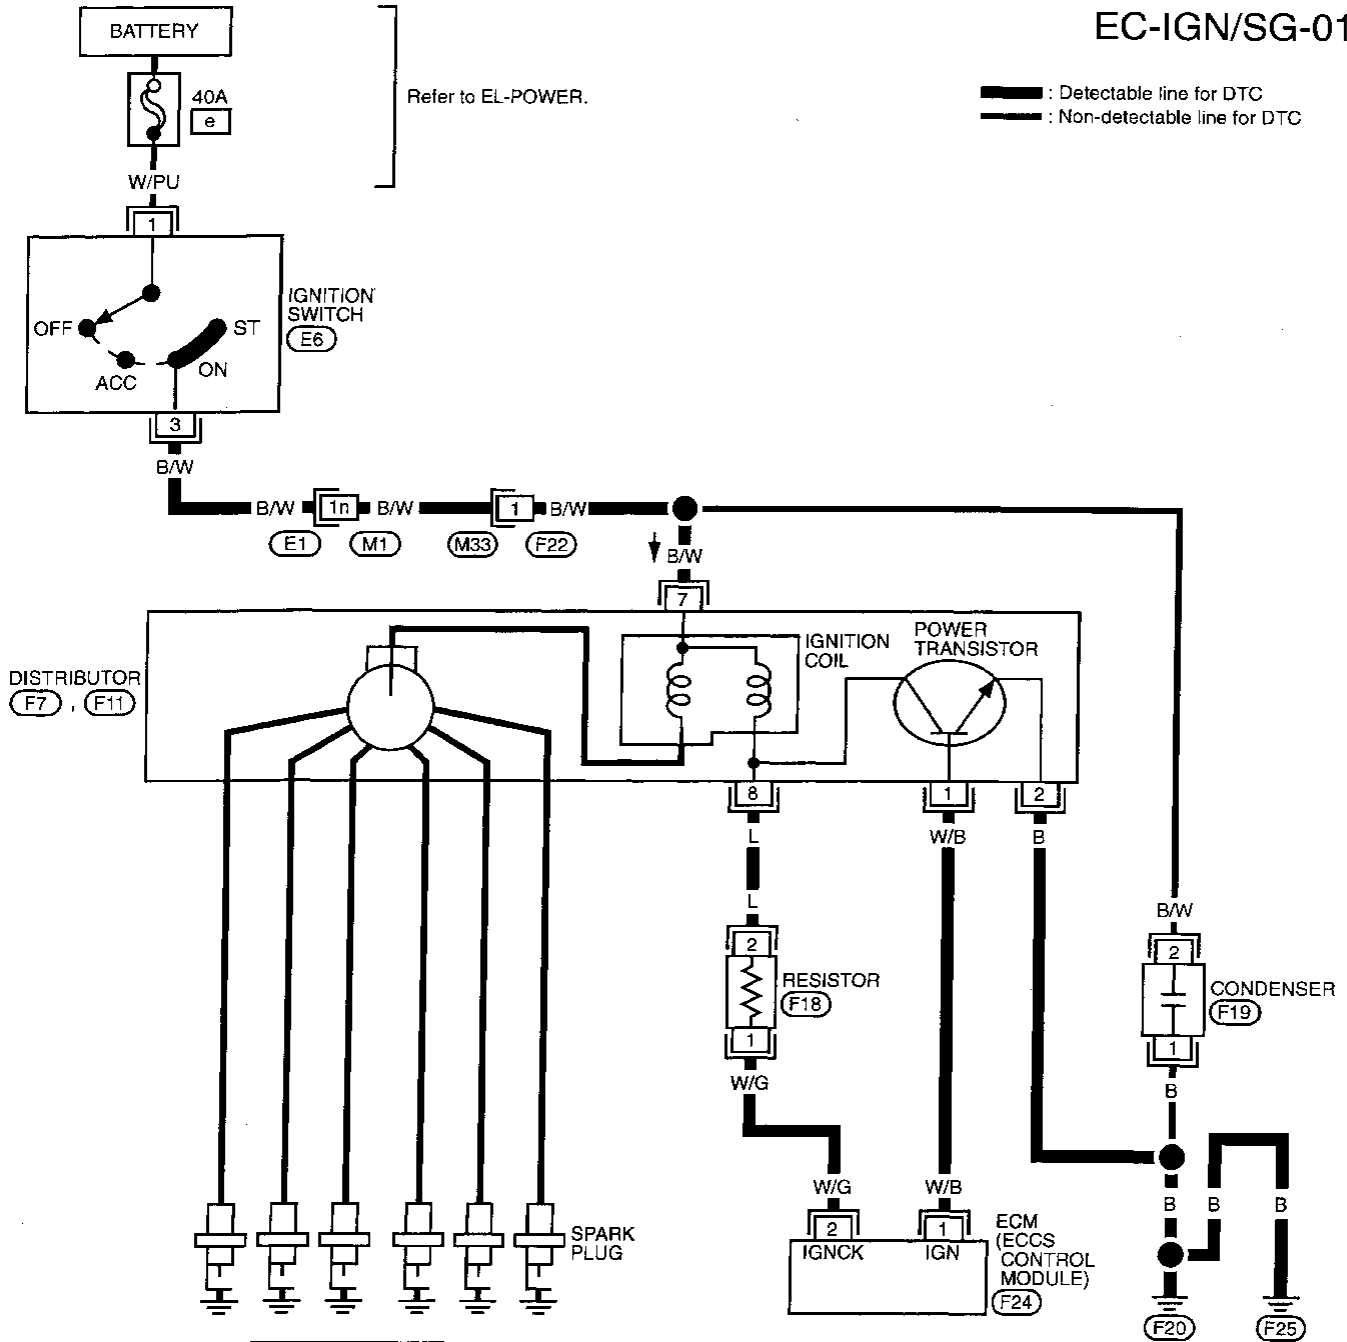 EC-IGN/SG-01
BATTERY
40A
e
Refer to EL-POWER.
: Detectable line for DTC
: Non-detectable line for DTC
W/PU
1
IGNITION
SWITCH
E6
OFF
ST
ACC
ON
3
B/W
B/W
1n
B/W
1
B/W
E1
M1
M33
F22
B/W
7
DISTRIBUTOR
F7 , F11
IGNITION
COIL
POWER
TRANSISTOR
8
1
2
L
W/B
B
L
B/W
2
2
RESISTOR
F18
CONDENSER
F19
1
1
W/G
B
W/G
W/B
B
B
B
2
1
IGNCK
IGN
ECM
(ECCS
CONTROL
MODULE)
F24
SPARK
PLUG
F20
F25